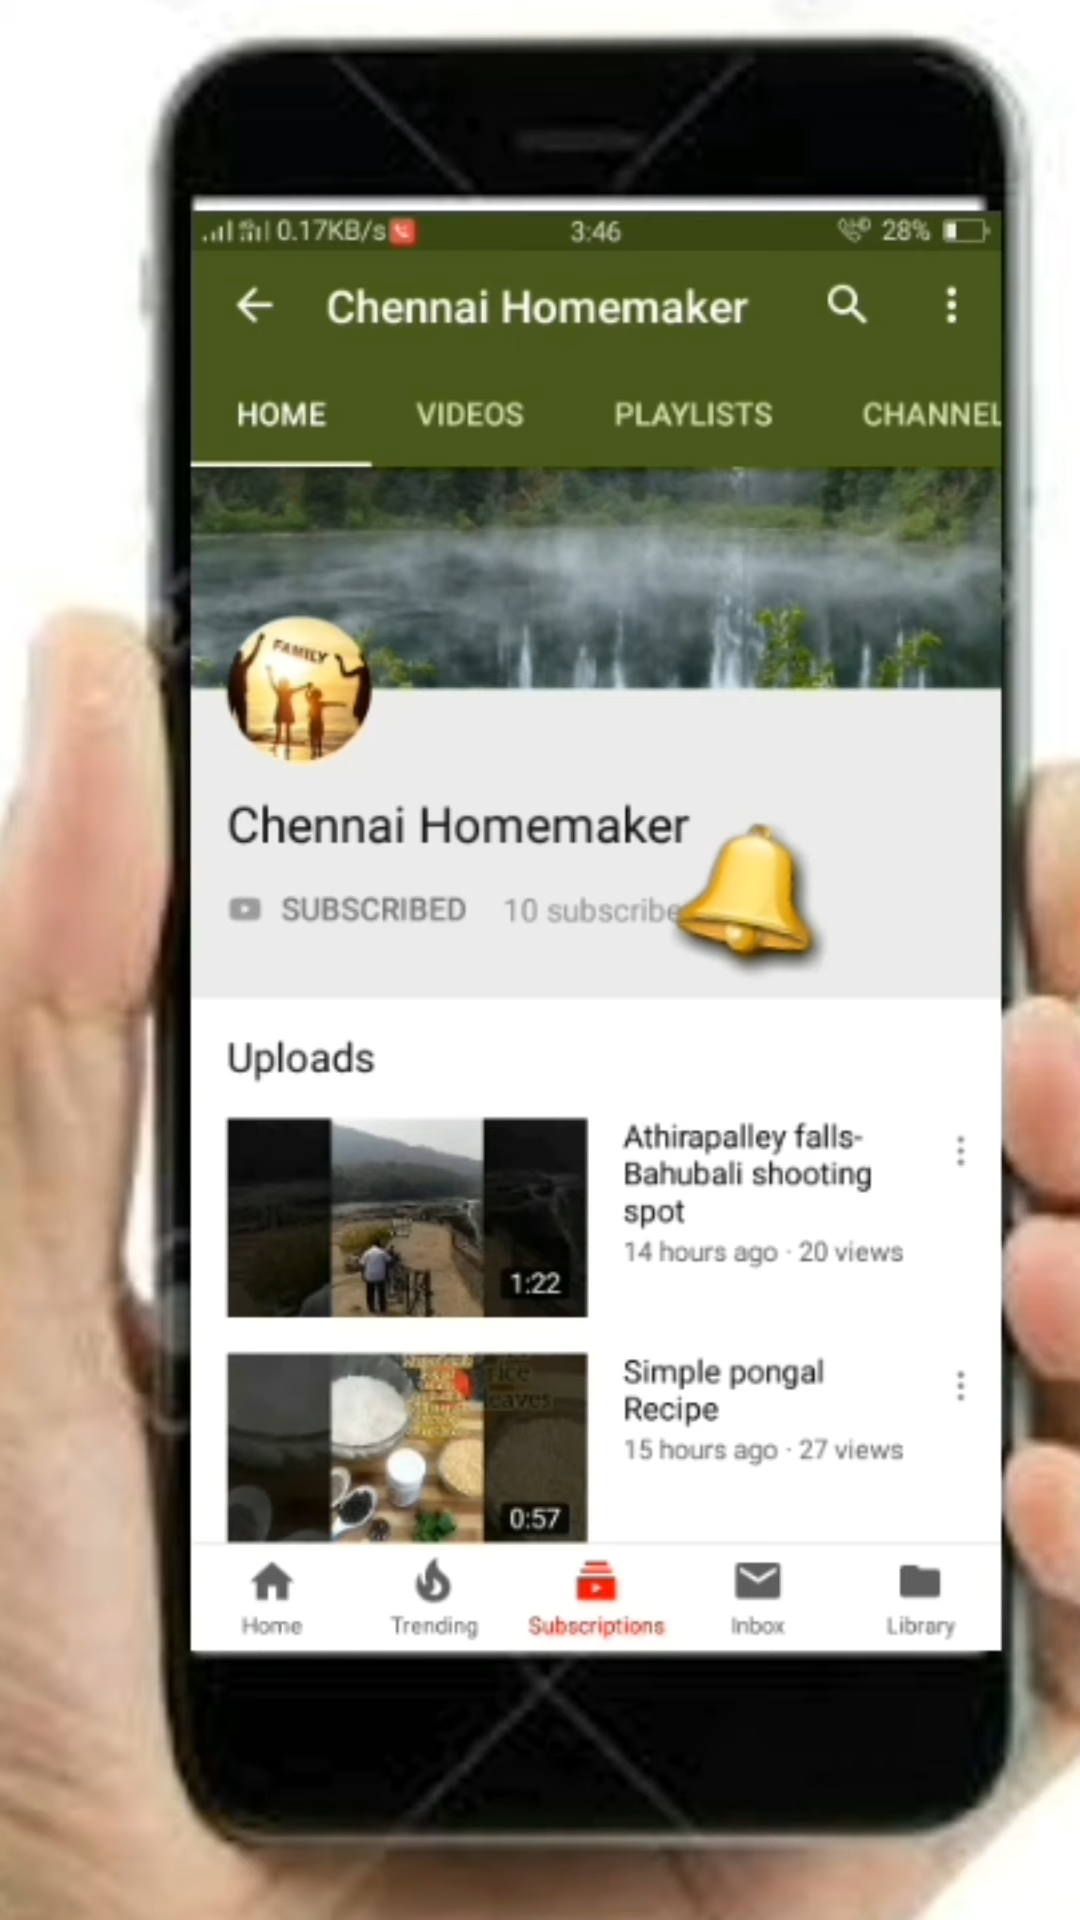 0.17KB/s 3:46 28%
Chennai Homemaker
HOME VIDEOS PLAYLISTS CHANNEL
FAMILY
Chennai Homemaker
SUBSCRIBED 10 subscribe
Uploads
Athirapalley falls-
Bahubali shooting
spot
14 hours ago · 20 views
1:22
rice
leaves
Simple pongal
Recipe
15 hours ago · 27 views
0:57
Home Trending Subscriptions Inbox Library